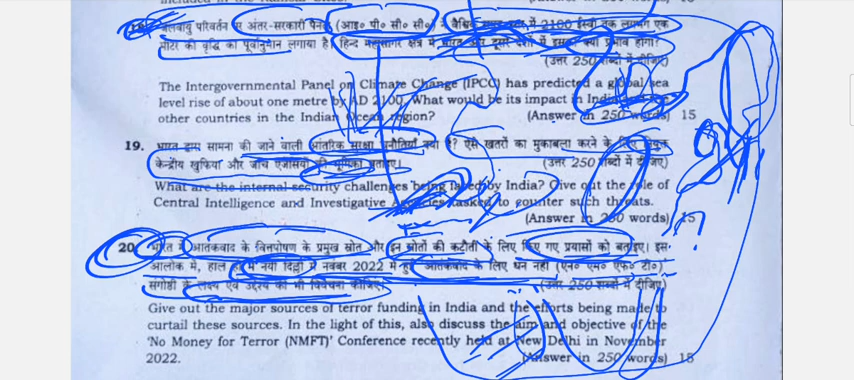 जलवायु परिवर्तन पर अंतर-सरकारी पैनल (आइ० पी० सी० सी०) ने वैश्विक में 2100 ईस्वी तक लगभग एक
मीटर की वृद्धि का पूर्वानुमान लगाया है। हिन्द महासागर क्षेत्र में भारत और दूसरे देशों में इसका क्या प्रभाव होगा?
(उत्तर 250 शब्दों में दीजिए)
The Intergovernmental Panel on Climate Change (IPCC) has predicted a global sea
level rise of about one metre by AD 2100. What would be its impact in India and
other countries in the Indian Ocean region? (Answer in 250 words) 15
19. भारत द्वारा सामना की जाने वाली आंतरिक सुरक्षा चुनौतियाँ क्या हैं? ऐसे खतरों का मुकाबला करने के लिए नियुक्त
केन्द्रीय खुफिया और जाँच एजेंसियों की भूमिका बताइए। (उत्तर 250 शब्दों में दीजिए)
What are the internal security challenges being faced by India? Give out the role of
Central Intelligence and Investigative Agencies tasked to counter such threats.
(Answer in 250 words) 15
20. भारत में आतंकवाद के वित्तपोषण के प्रमुख स्रोत और इन स्रोतों की कटौती के लिए किए गए प्रयासों को बताइए। इस
आलोक में, हाल ही में नयी दिल्ली में नवंबर 2022 में हुई 'आतंकवाद के लिए धन नहीं (एन० एम० एफ० टी०)'
संगोष्ठी के लक्ष्य एवं उद्देश्य की भी विवेचना कीजिए। (उत्तर 250 शब्दों में दीजिए)
Give out the major sources of terror funding in India and the efforts being made to
curtail these sources. In the light of this, also discuss the aim and objective of the
'No Money for Terror (NMFT)' Conference recently held at New Delhi in November
2022. (Answer in 250 words) 15